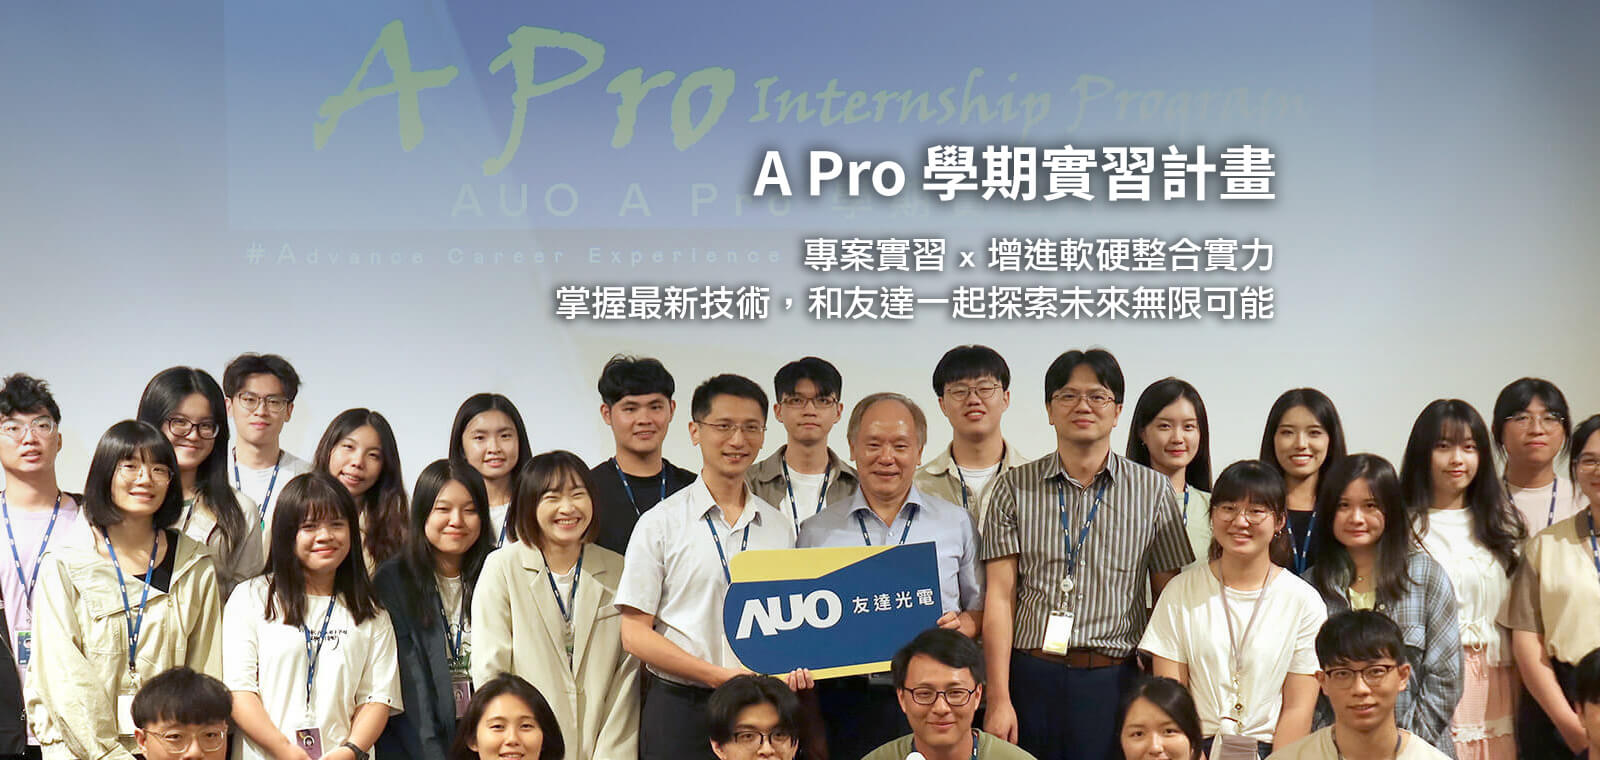 A Pro Internship Program
A Pro 學期實習計畫
AUO A Pro 學期
#Advance Career Experience
專案實習 x 增進軟硬整合實力
掌握最新技術，和友達一起探索未來無限可能
AUO 友達光電